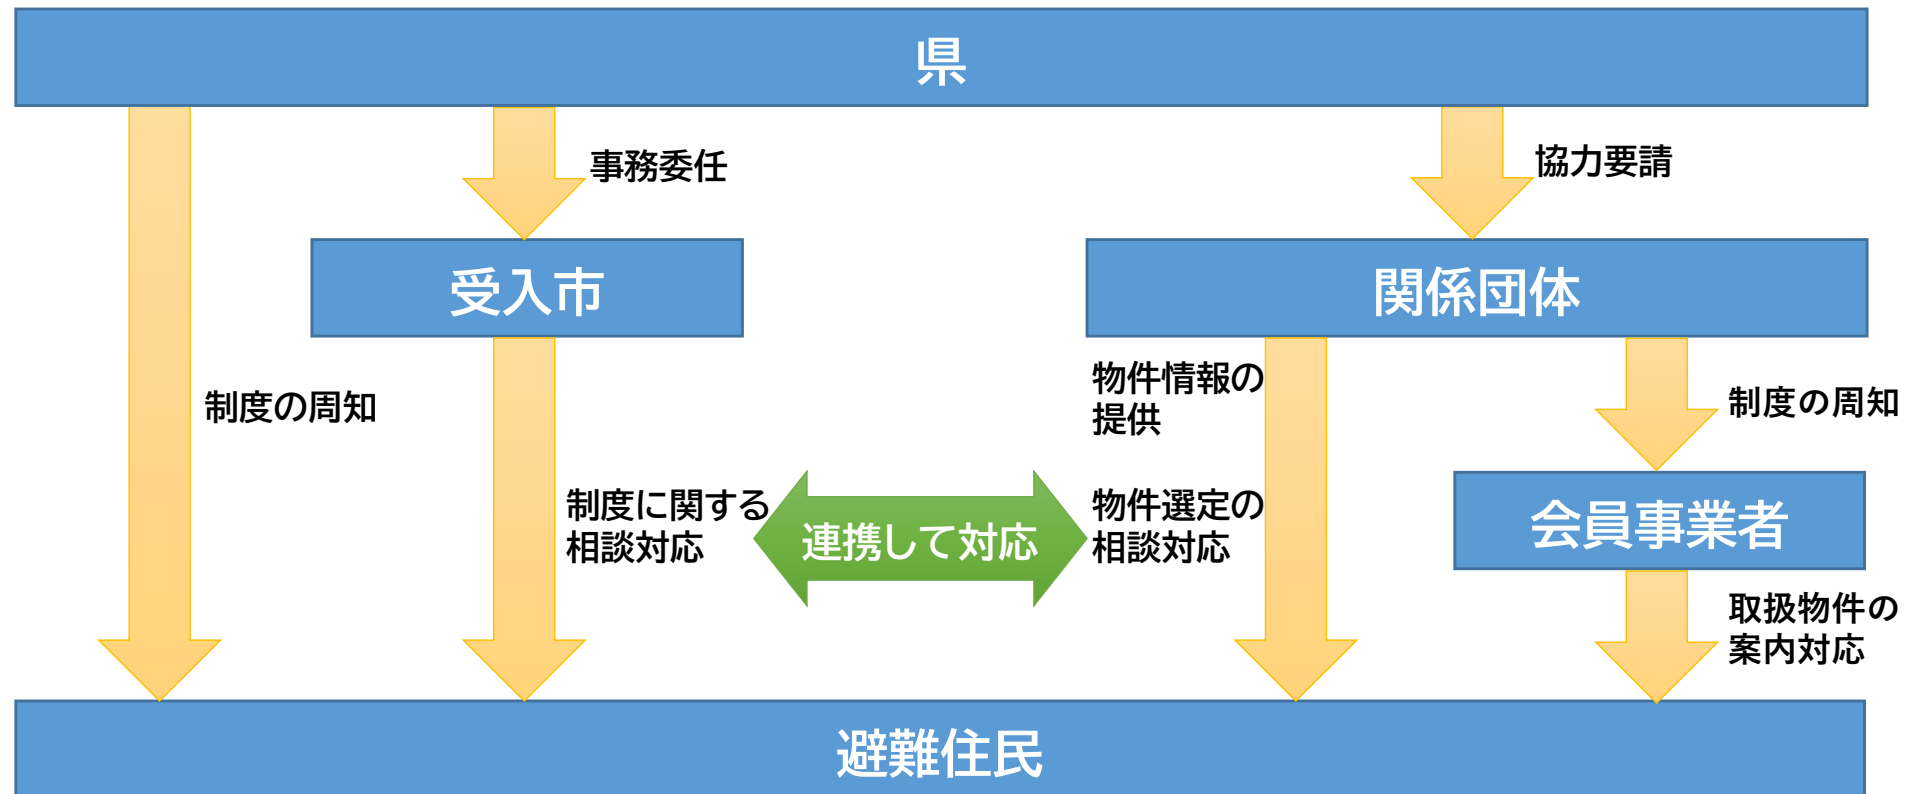 県
事務委任
協力要請
受入市
関係団体
制度の周知
物件情報の
提供
制度の周知
制度に関する
相談対応
連携して対応
物件選定の
相談対応
会員事業者
取扱物件の
案内対応
避難住民